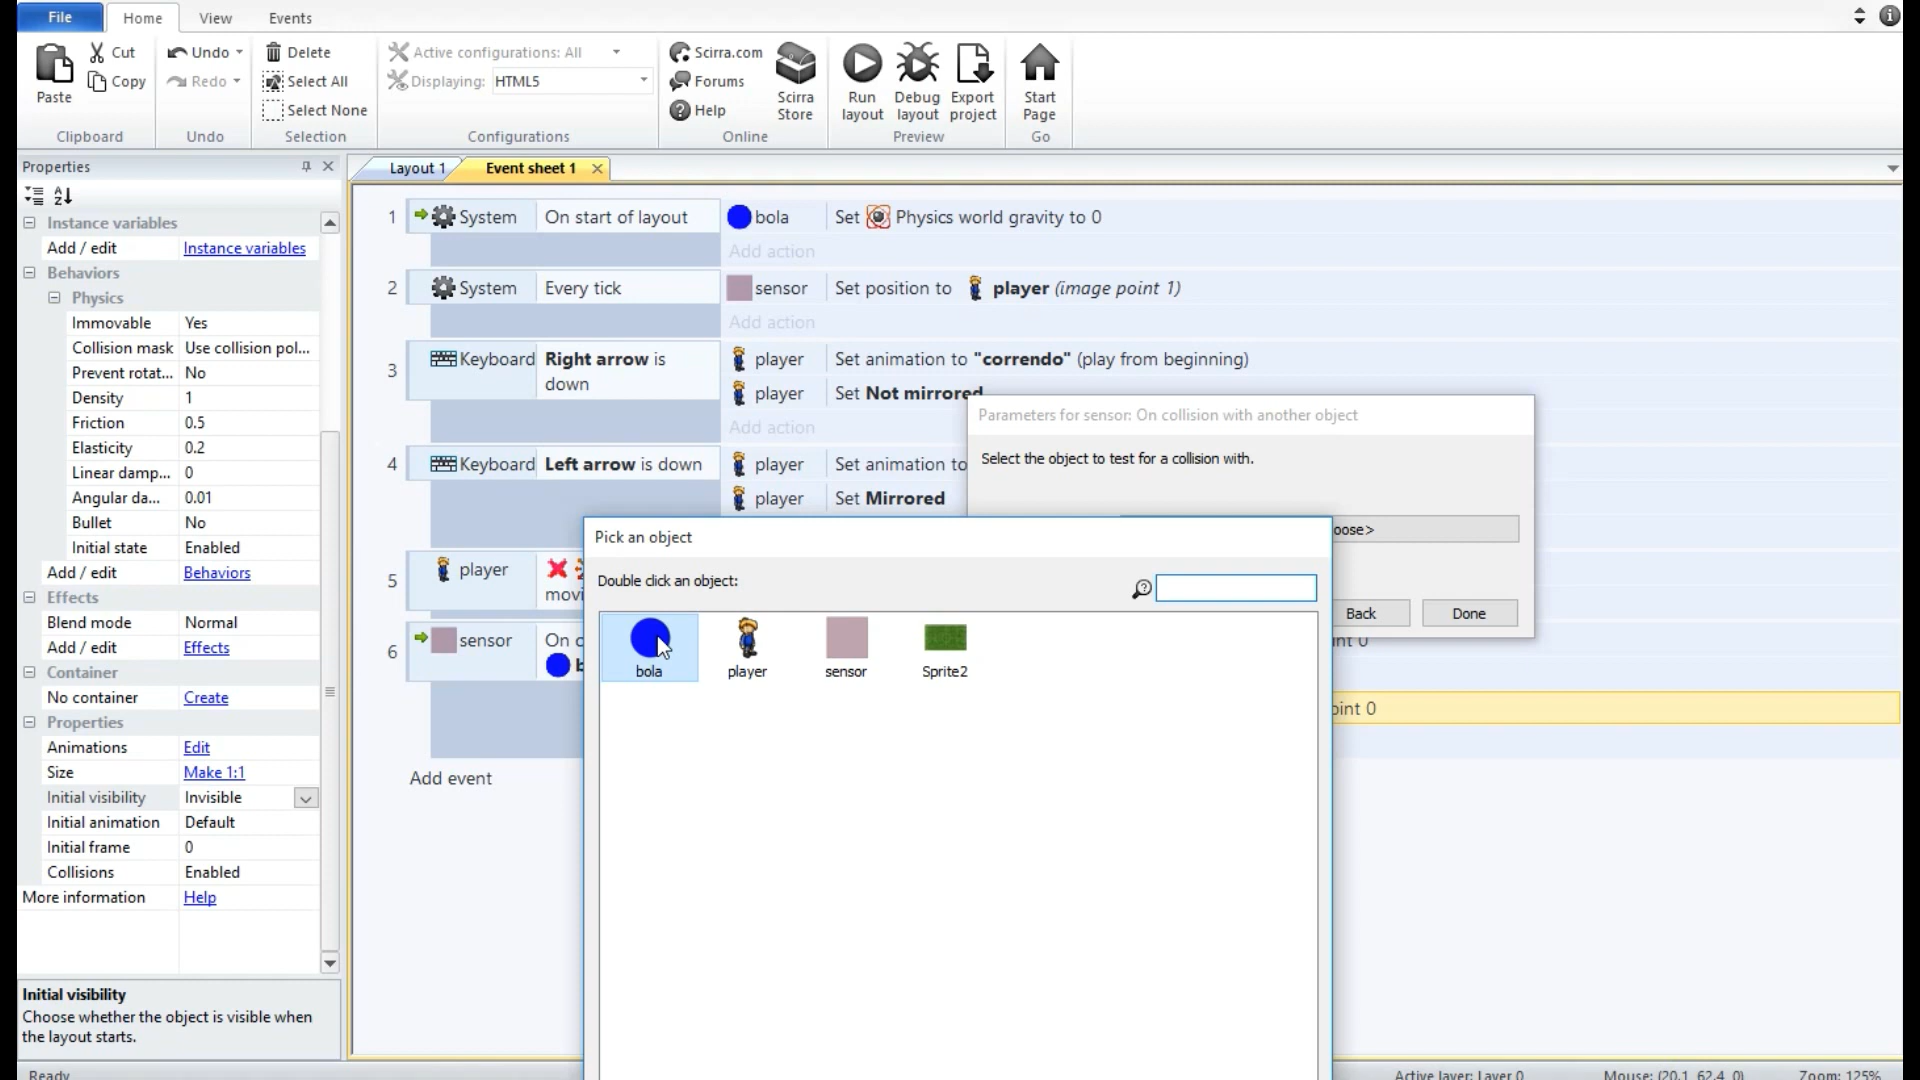 File Home View Events
Paste Cut Copy Clipboard
Undo Redo Undo
Delete Select All Select None Selection
Active configurations: All
Displaying: HTML5
Configurations
Scirra.com Forums Help Scirra Store Online
Run layout Debug layout Export project Preview
Start Page Go
Properties
Layout 1 Event sheet 1
Instance variables
Add / edit Instance variables
Behaviors
Physics
Immovable Yes
Collision mask Use collision pol...
Prevent rotat... No
Density 1
Friction 0.5
Elasticity 0.2
Linear damp... 0
Angular da... 0.01
Bullet No
Initial state Enabled
Add / edit Behaviors
Effects
Blend mode Normal
Add / edit Effects
Container
No container Create
Properties
Animations Edit
Size Make 1:1
Initial visibility Invisible
Initial animation Default
Initial frame 0
Collisions Enabled
More information Help
Initial visibility
Choose whether the object is visible when
the layout starts.
1 System On start of layout bola Set Physics world gravity to 0
Add action
2 System Every tick sensor Set position to player (image point 1)
Add action
3 Keyboard Right arrow is down player Set animation to "correndo" (play from beginning)
player Set Not mirrored
Add action
4 Keyboard Left arrow is down player Set animation to
player Set Mirrored
5 player movi
6 sensor On c
b
int 0
oint 0
Add event
Parameters for sensor: On collision with another object
Select the object to test for a collision with.
oose>
Back Done
Pick an object
Double click an object:
bola player sensor Sprite2
Ready Active layer: Layer 0 Mouse: (20.1, 62.4, 0) Zoom: 125%